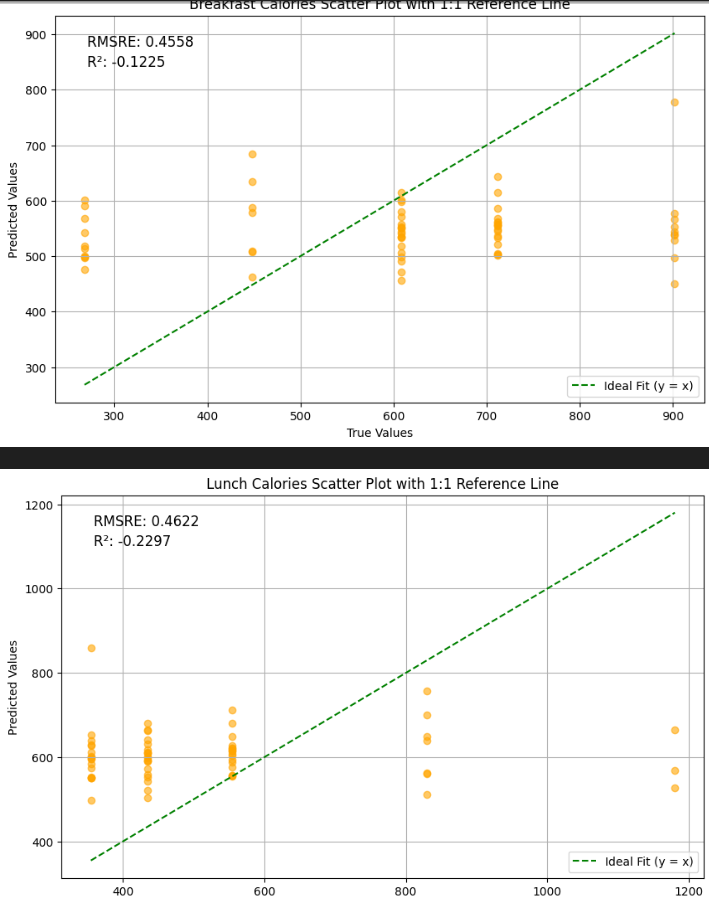 Breakfast Calories Scatter Plot with 1:1 Reference Line
RMSRE: 0.4558
R²: -0.1225
900
800
700
600
500
400
300
Predicted Values
Ideal Fit (y = x)
300 400 500 600 700 800 900
True Values
Lunch Calories Scatter Plot with 1:1 Reference Line
RMSRE: 0.4622
R²: -0.2297
1200
1000
800
600
400
Predicted Values
Ideal Fit (y = x)
400 600 800 1000 1200